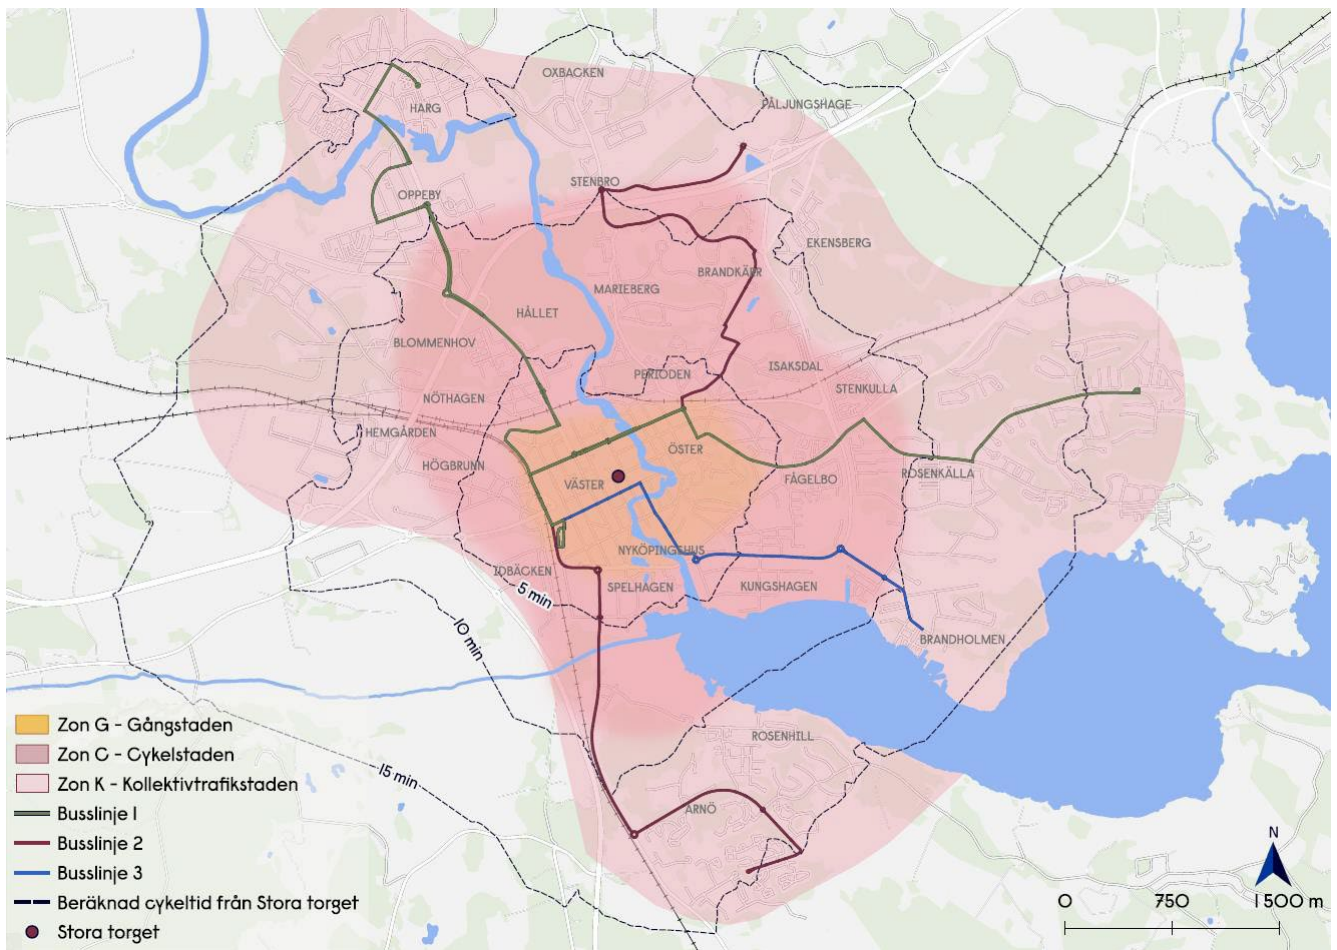 OXBACKEN
HARG
PÅLJUNGSHAGE
STENBRO
OPPEBY
EKENSBERG
BRANDKÄRR
MARIEBERG
HÅLLET
BLOMMENHOV
ISAKSDAL
PERIODEN
STENKULLA
NÖTHAGEN
HEMGÅRDEN
ÖSTER
HÖGBRUNN
ROSENKÄLLA
FÅGELBO
VÄSTER
NYKÖPINGSHUS
IDBÄCKEN
SPELHAGEN
KUNGSHAGEN
5 min
10 min
BRANDHOLMEN
ROSENHILL
15 min
ARNÖ
Zon G - Gångstaden
Zon C - Cykelstaden
Zon K - Kollektivtrafikstaden
Busslinje 1
Busslinje 2
Busslinje 3
Beräknad cykeltid från Stora torget
Stora torget
N
0 750 1 500 m